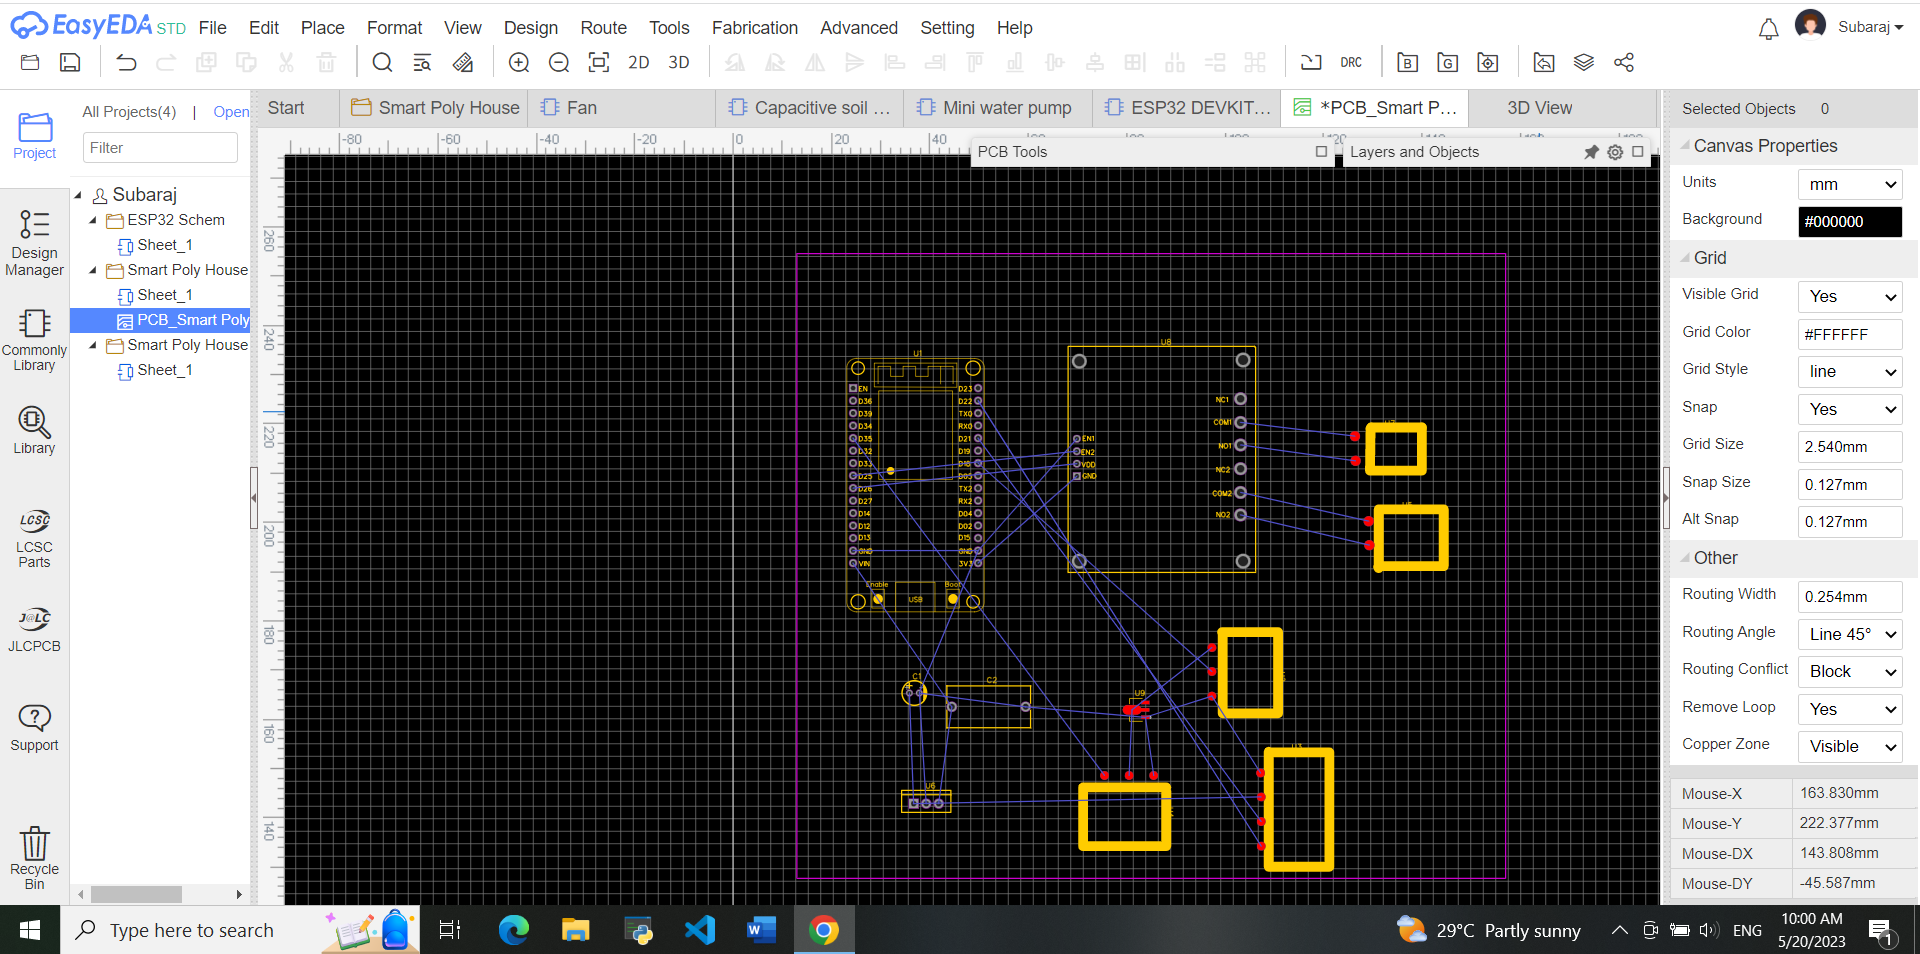 EasyEDA STD File Edit Place Format View Design Route Tools Fabrication Advanced Setting Help Subaraj
2D 3D DRC B G
All Projects(4) | Open
Start Smart Poly House Fan Capacitive soil ... Mini water pump ESP32 DEVKIT... *PCB_Smart P... 3D View
Selected Objects 0
Filter
-80 -60 -40 -20 0 20 40
PCB Tools
Layers and Objects
Project
Design
Manager
Commonly
Library
Library
LCSC
LCSC
Parts
J@LC
JLCPCB
Support
Recycle
Bin
Subaraj
ESP32 Schem
Sheet_1
Smart Poly House
Sheet_1
PCB_Smart Poly
Smart Poly House
Sheet_1
260
240
220
200
180
160
140
U1
EN D23
D36 D22
D39 TX0
D34 RX0
D35 D21
D32 D19
D33 D18
D25 D05
D26 TX2
D27 RX2
D14 D04
D12 D02
D13 D15
GND GND
VIN 3V3
Enable Boot
USB
U8
NC1
COM1
NO1
NC2
COM2
NO2
EN1
EN2
VDD
GND
C1
C2
U9
U6
U3
Canvas Properties
Units mm
Background #000000
Grid
Visible Grid Yes
Grid Color #FFFFFF
Grid Style line
Snap Yes
Grid Size 2.540mm
Snap Size 0.127mm
Alt Snap 0.127mm
Other
Routing Width 0.254mm
Routing Angle Line 45°
Routing Conflict Block
Remove Loop Yes
Copper Zone Visible
Mouse-X 163.830mm
Mouse-Y 222.377mm
Mouse-DX 143.808mm
Mouse-DY -45.587mm
Type here to search
29°C Partly sunny
ENG
10:00 AM
5/20/2023
1